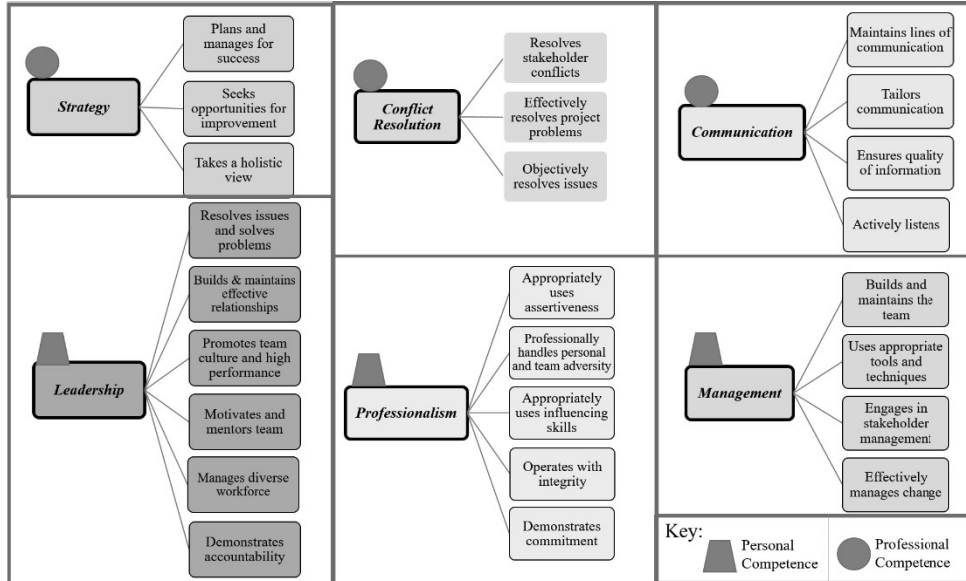 Strategy
Plans and
manages for
success
Seeks
opportunities for
improvement
Takes a holistic
view
Conflict
Resolution
Resolves
stakeholder
conflicts
Effectively
resolves project
problems
Objectively
resolves issues
Communication
Maintains lines of
communication
Tailors
communication
Ensures quality
of information
Actively listens
Leadership
Resolves issues
and solves
problems
Builds & maintains
effective
relationships
Promotes team
culture and high
performance
Motivates and
mentors team
Manages diverse
workforce
Demonstrates
accountability
Professionalism
Appropriately
uses
assertiveness
Professionally
handles personal
and team adversity
Appropriately
uses influencing
skills
Operates with
integrity
Demonstrates
commitment
Management
Builds and
maintains the
team
Uses appropriate
tools and
techniques
Engages in
stakeholder
management
Effectively
manages change
Key:
Personal
Competence
Professional
Competence